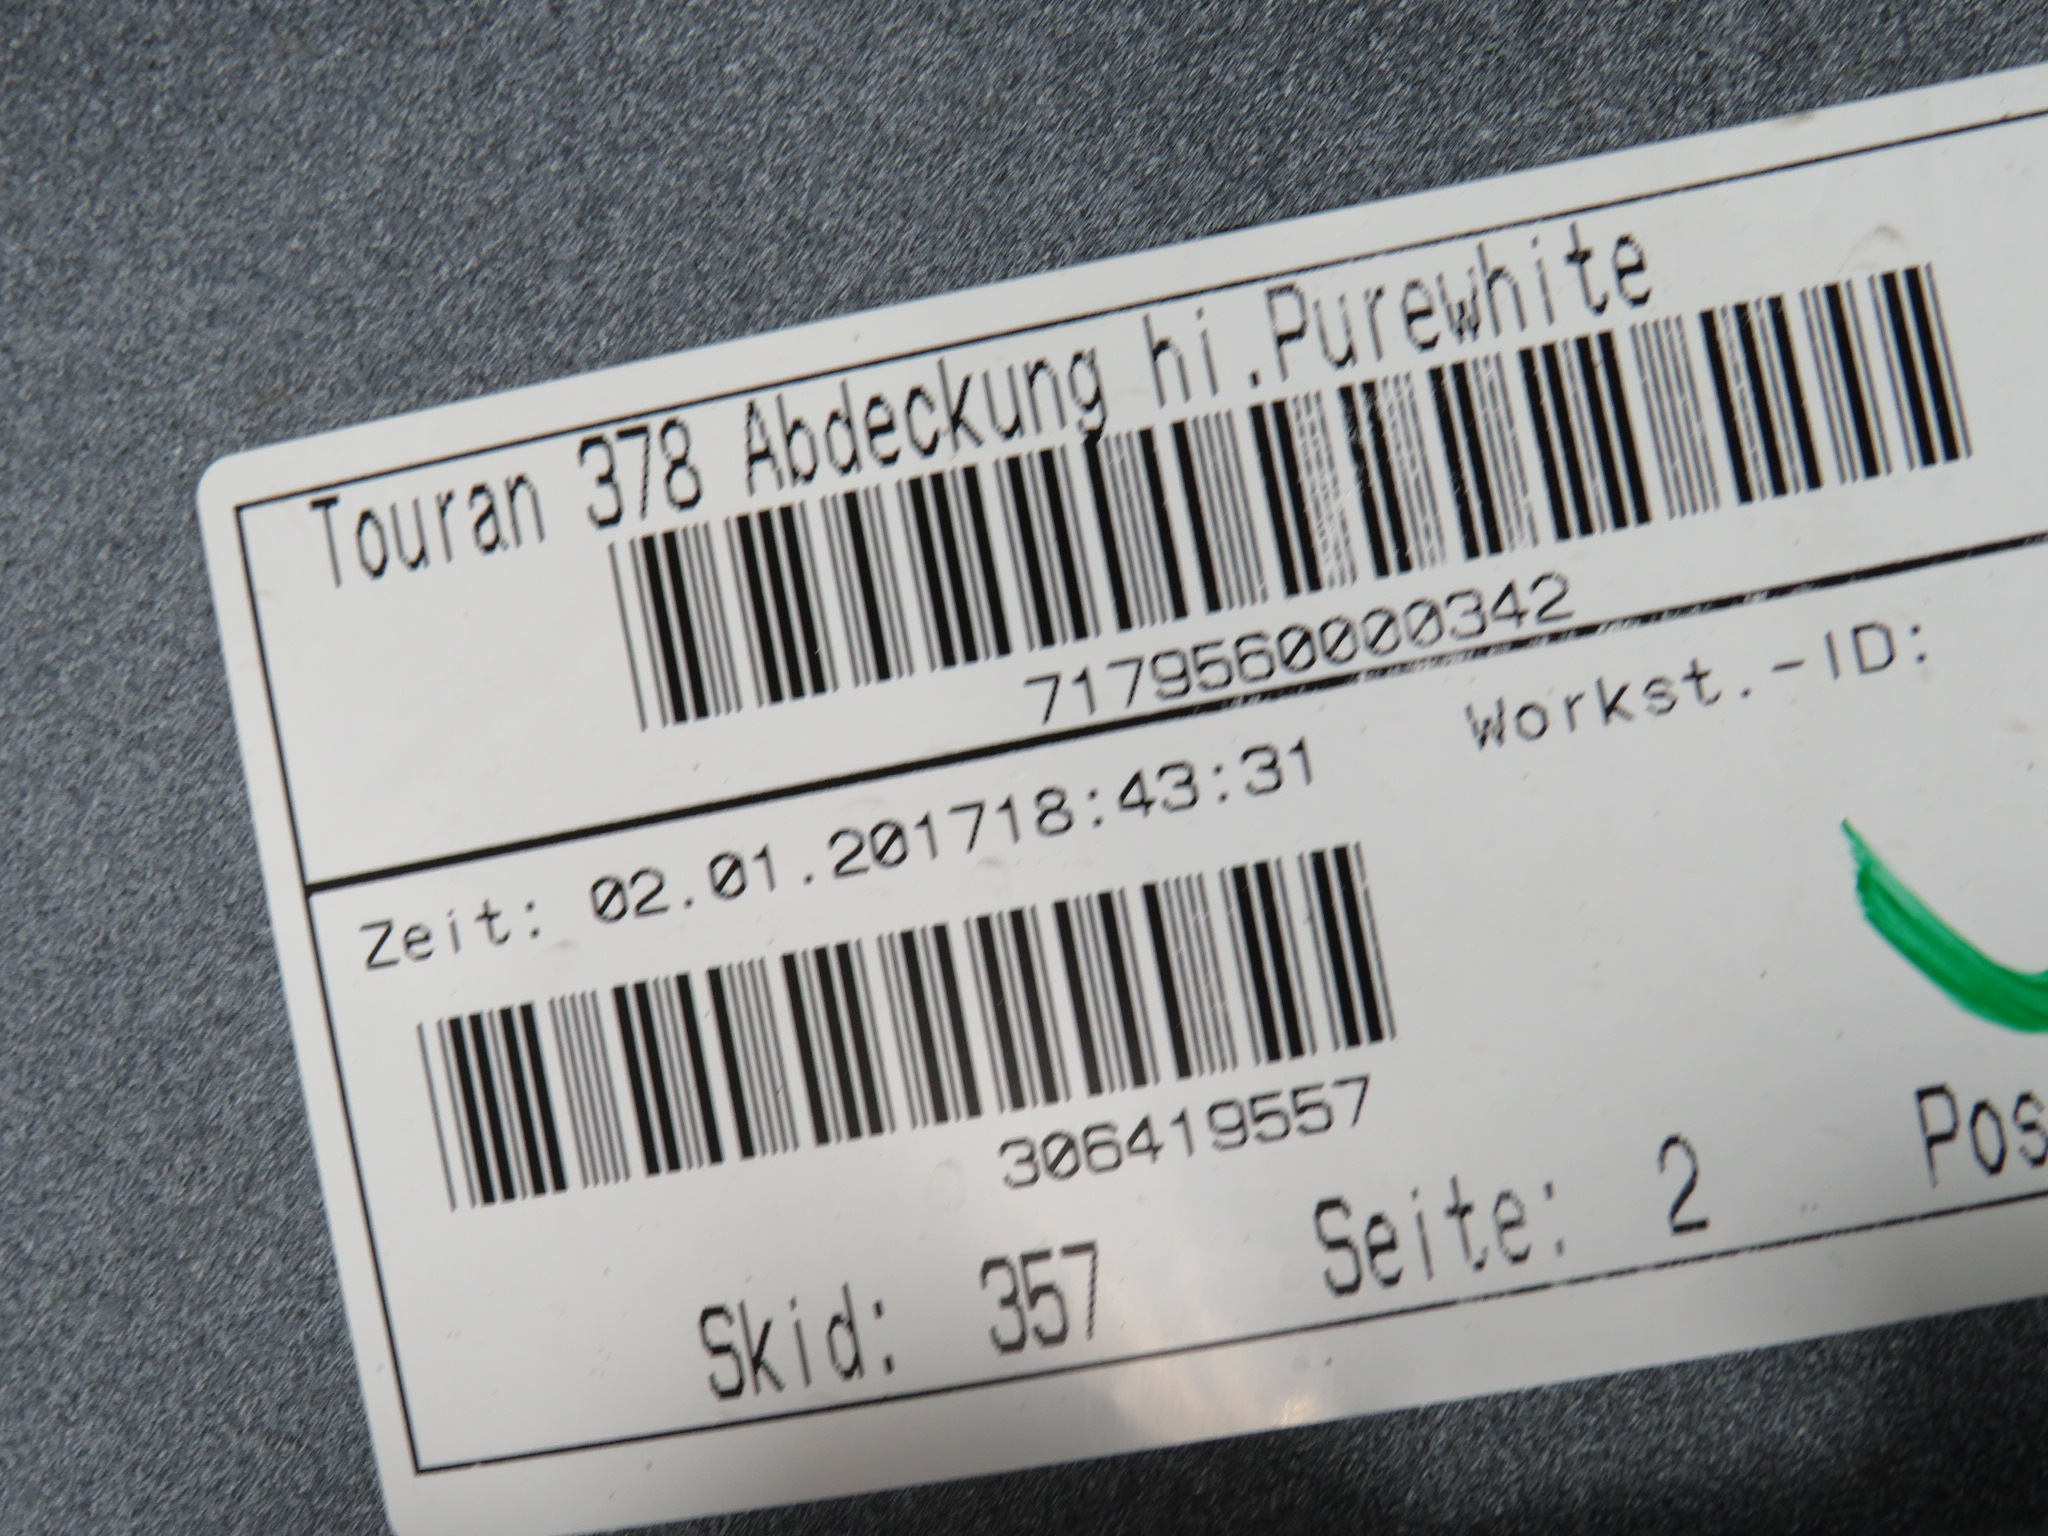 Touran 378 Abdeckung hi.Purewhite
7179560000342
Zeit: 02.01.201718:43:31 Workst.-ID:
306419557
Skid: 357 Seite: 2 Pos